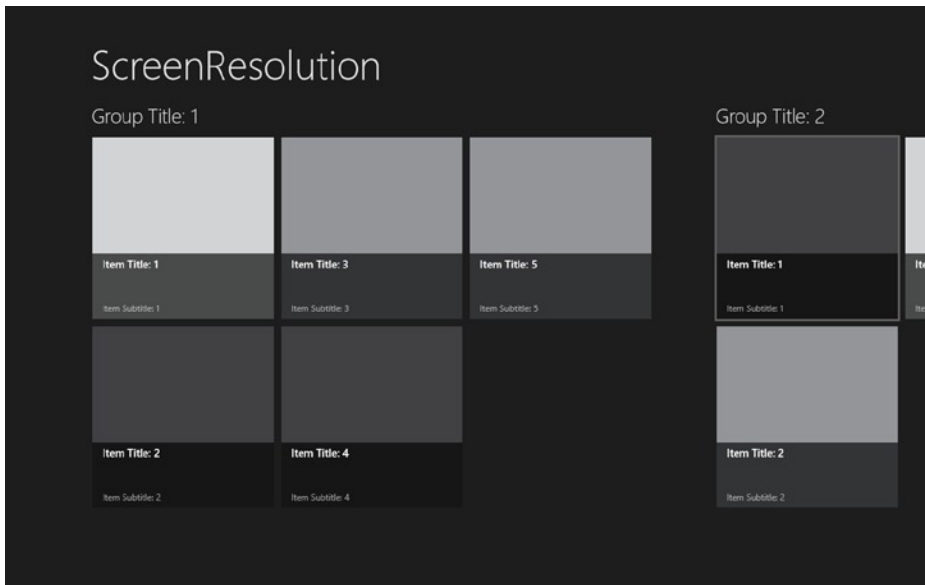 ScreenResolution
Group Title: 1
Item Title: 1
Item Subtitle: 1
Item Title: 3
Item Subtitle: 3
Item Title: 5
Item Subtitle: 5
Item Title: 2
Item Subtitle: 2
Item Title: 4
Item Subtitle: 4
Group Title: 2
Item Title: 1
Item Subtitle: 1
Item Title: 2
Item Subtitle: 2